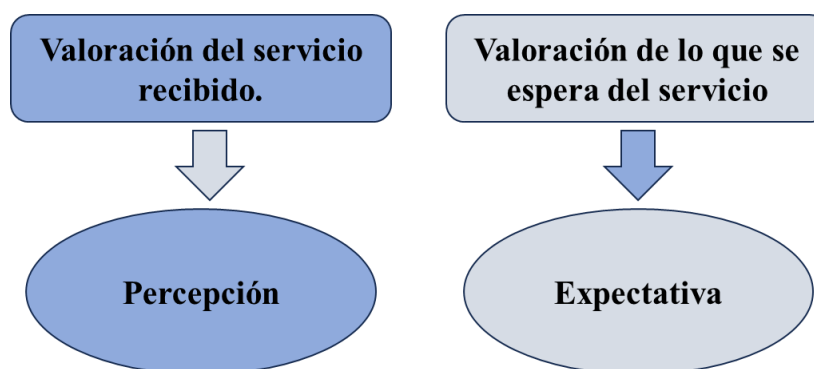 Valoración del servicio
recibido.
Valoración de lo que se
espera del servicio
Percepción
Expectativa